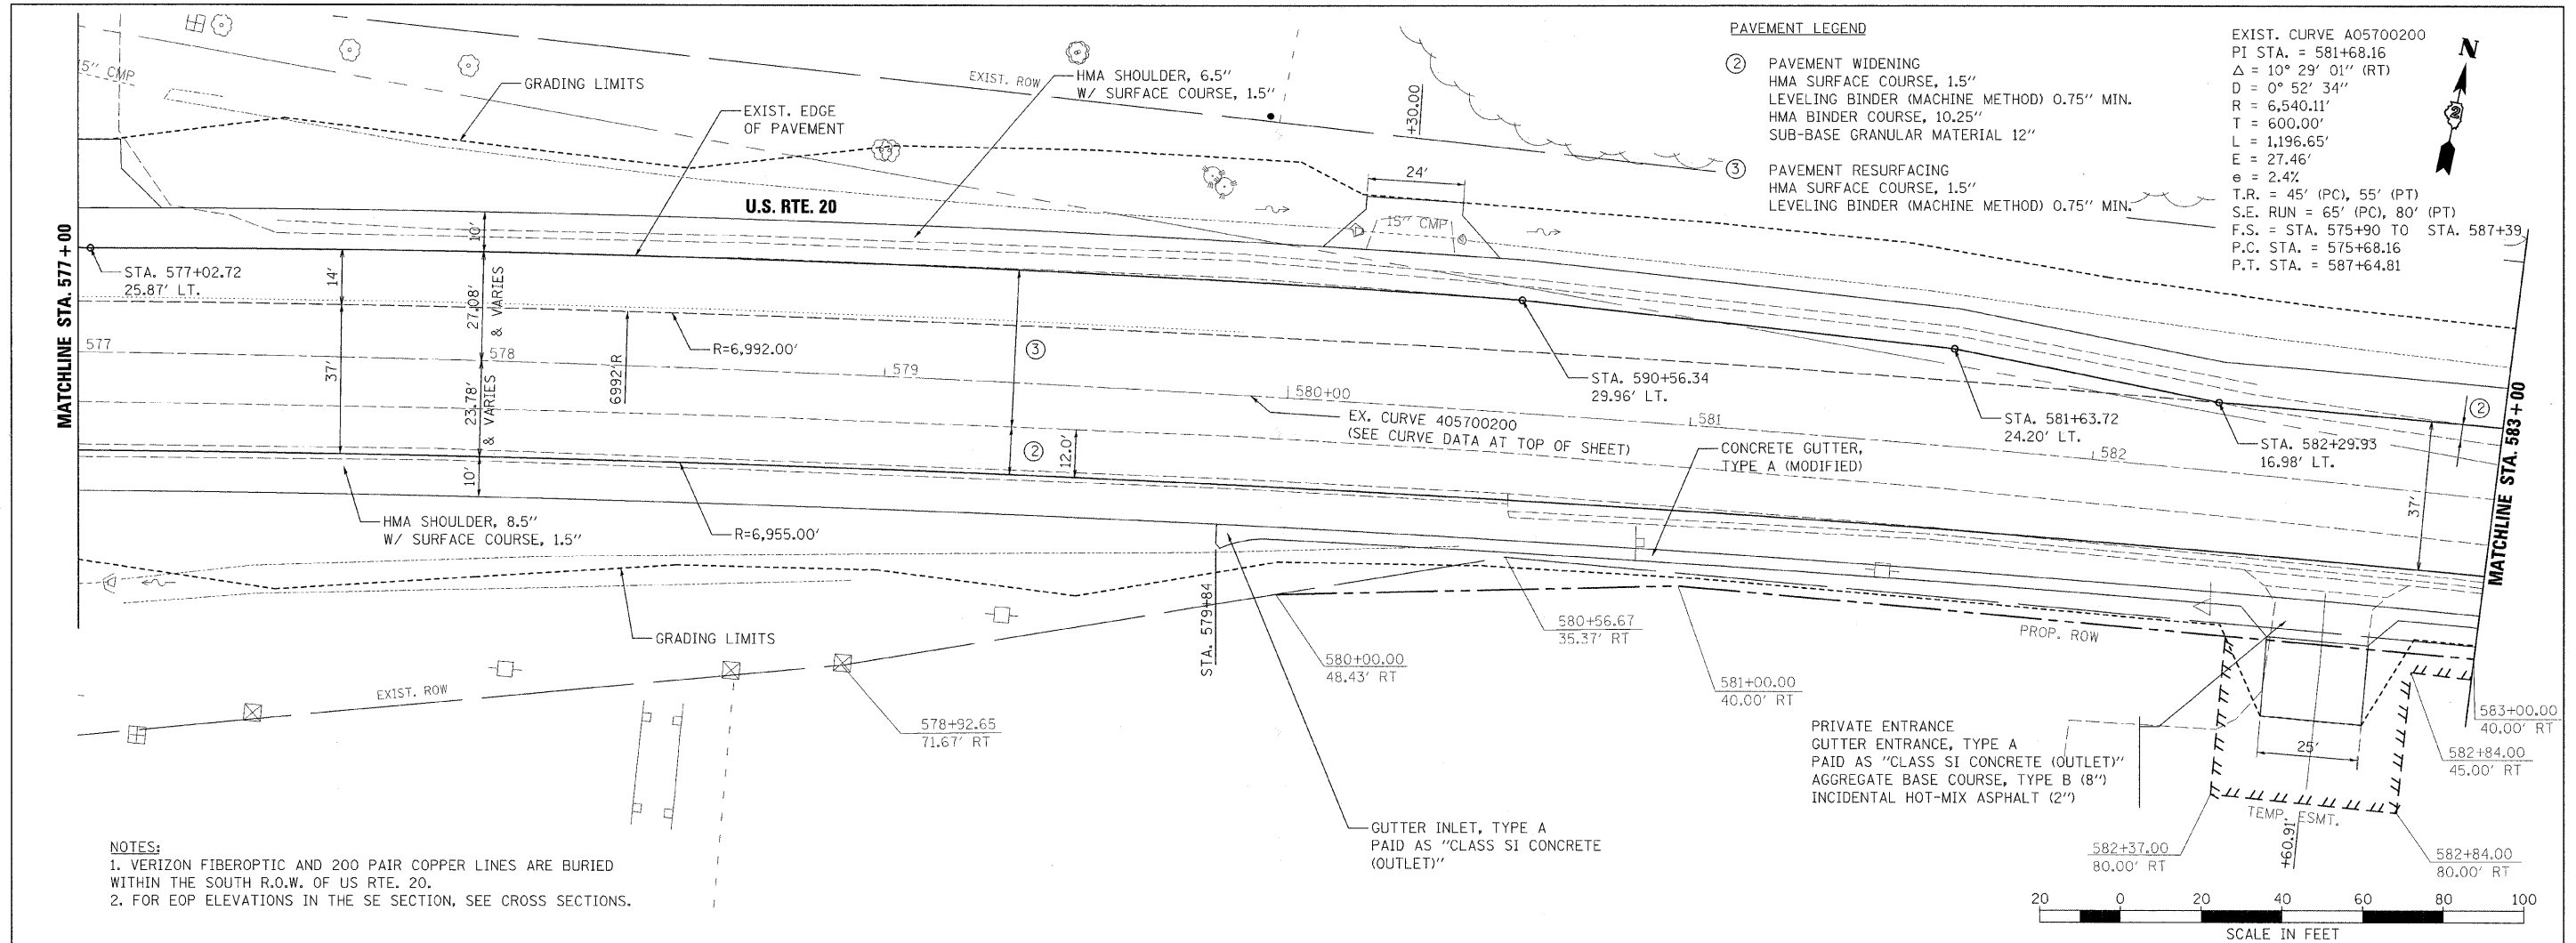 PAVEMENT LEGEND
2 PAVEMENT WIDENING
HMA SURFACE COURSE, 1.5"
LEVELING BINDER (MACHINE METHOD) 0.75" MIN.
HMA BINDER COURSE, 10.25"
SUB-BASE GRANULAR MATERIAL 12"
3 PAVEMENT RESURFACING
HMA SURFACE COURSE, 1.5"
LEVELING BINDER (MACHINE METHOD) 0.75" MIN.
EXIST. CURVE A05700200
PI STA. = 581+68.16
Δ = 10° 29' 01" (RT)
D = 0° 52' 34"
R = 6,540.11'
T = 600.00'
L = 1,196.65'
E = 27.46'
e = 2.4%
T.R. = 45' (PC), 55' (PT)
S.E. RUN = 65' (PC), 80' (PT)
F.S. = STA. 575+90 TO STA. 587+39
P.C. STA. = 575+68.16
P.T. STA. = 587+64.81
N
2
15" CMP
GRADING LIMITS
EXIST. EDGE
OF PAVEMENT
EXIST. ROW
HMA SHOULDER, 6.5"
W/ SURFACE COURSE, 1.5"
+30.00
24'
15" CMP
U.S. RTE. 20
MATCHLINE STA. 577+00
STA. 577+02.72
25.87' LT.
10'
14'
27.08'
& VARIES
37'
23.78'
& VARIES
10'
6992'R
R=6,992.00'
577
578
579
580+00
581
582
3
2
12.0'
EX. CURVE 405700200
(SEE CURVE DATA AT TOP OF SHEET)
STA. 590+56.34
29.96' LT.
STA. 581+63.72
24.20' LT.
STA. 582+29.93
16.98' LT.
2
37'
MATCHLINE STA. 583+00
CONCRETE GUTTER,
TYPE A (MODIFIED)
HMA SHOULDER, 8.5"
W/ SURFACE COURSE, 1.5"
R=6,955.00'
GRADING LIMITS
EXIST. ROW
578+92.65
71.67' RT
STA. 579+84
580+00.00
48.43' RT
580+56.67
35.37' RT
581+00.00
40.00' RT
PROP. ROW
PRIVATE ENTRANCE
GUTTER ENTRANCE, TYPE A
PAID AS "CLASS SI CONCRETE (OUTLET)"
AGGREGATE BASE COURSE, TYPE B (8")
INCIDENTAL HOT-MIX ASPHALT (2")
25'
583+00.00
40.00' RT
582+84.00
45.00' RT
TEMP. ESMT.
582+37.00
80.00' RT
+60.91'
582+84.00
80.00' RT
GUTTER INLET, TYPE A
PAID AS "CLASS SI CONCRETE
(OUTLET)"
NOTES:
1. VERIZON FIBEROPTIC AND 200 PAIR COPPER LINES ARE BURIED
WITHIN THE SOUTH R.O.W. OF US RTE. 20.
2. FOR EOP ELEVATIONS IN THE SE SECTION, SEE CROSS SECTIONS.
20 0 20 40 60 80 100
SCALE IN FEET